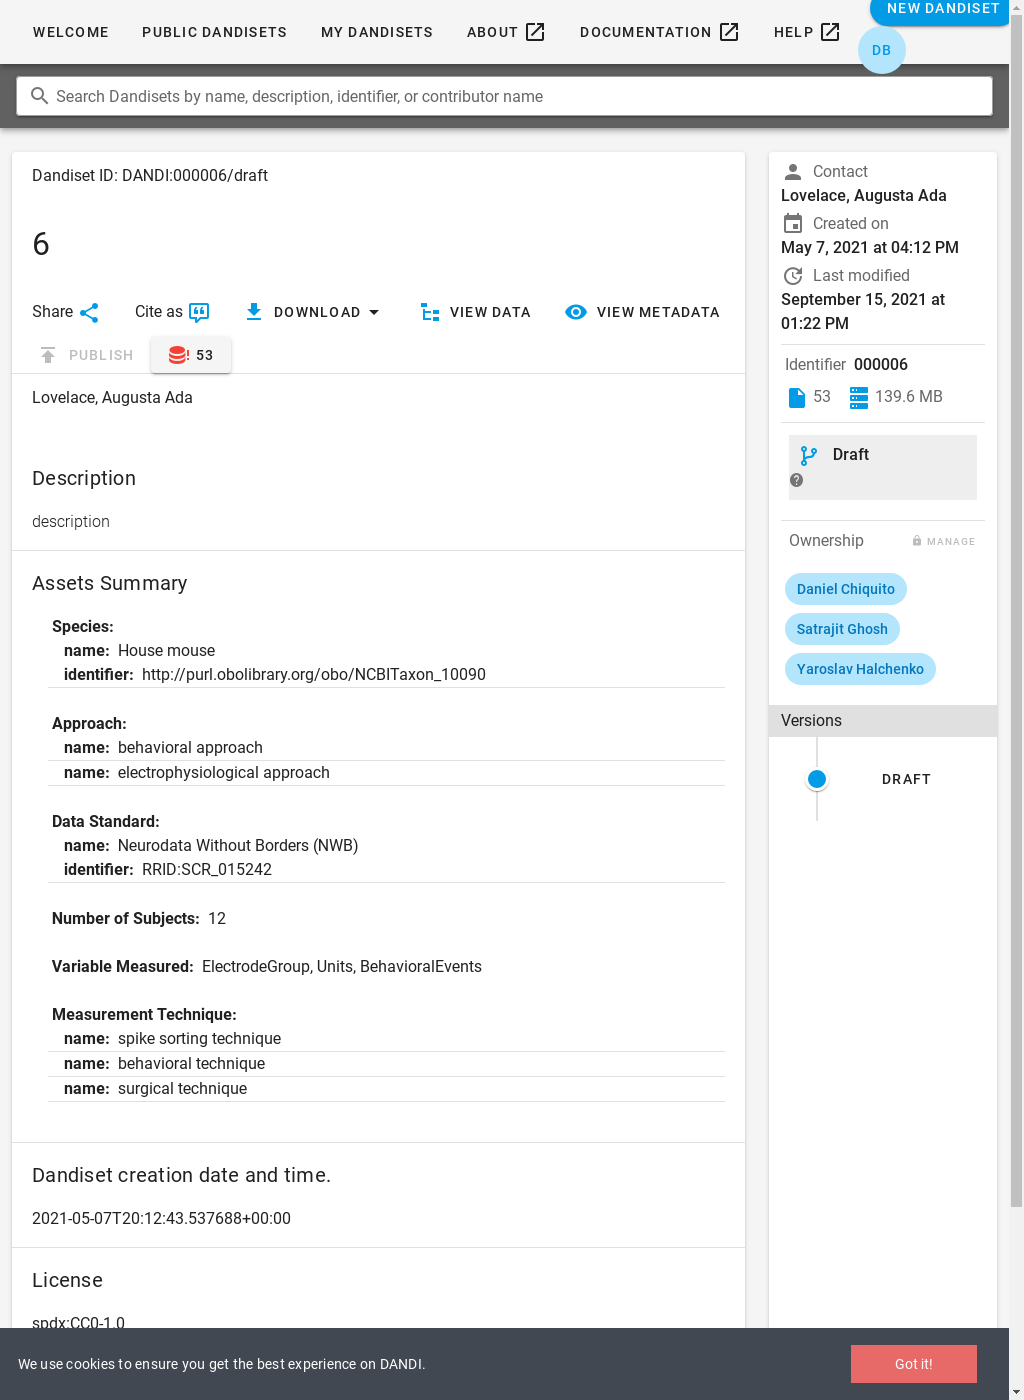 WELCOME
PUBLIC DANDISETS
MY DANDISETS
ABOUT
DOCUMENTATION
HELP
NEW DANDISET
DB
Search Dandisets by name, description, identifier, or contributor name
Dandiset ID: DANDI:000006/draft
6
Share
Cite as
DOWNLOAD
VIEW DATA
VIEW METADATA
PUBLISH
53
Lovelace, Augusta Ada
Description
description
Assets Summary
Species:
name: House mouse
identifier: http://purl.obolibrary.org/obo/NCBITaxon_10090
Approach:
name: behavioral approach
name: electrophysiological approach
Data Standard:
name: Neurodata Without Borders (NWB)
identifier: RRID:SCR_015242
Number of Subjects: 12
Variable Measured: ElectrodeGroup, Units, BehavioralEvents
Measurement Technique:
name: spike sorting technique
name: behavioral technique
name: surgical technique
Dandiset creation date and time.
2021-05-07T20:12:43.537688+00:00
License
spdx:CC0-1.0
Contact
Lovelace, Augusta Ada
Created on
May 7, 2021 at 04:12 PM
Last modified
September 15, 2021 at
01:22 PM
Identifier 000006
53 139.6 MB
Draft
Ownership
MANAGE
Daniel Chiquito
Satrajit Ghosh
Yaroslav Halchenko
Versions
DRAFT
We use cookies to ensure you get the best experience on DANDI.
Got it!